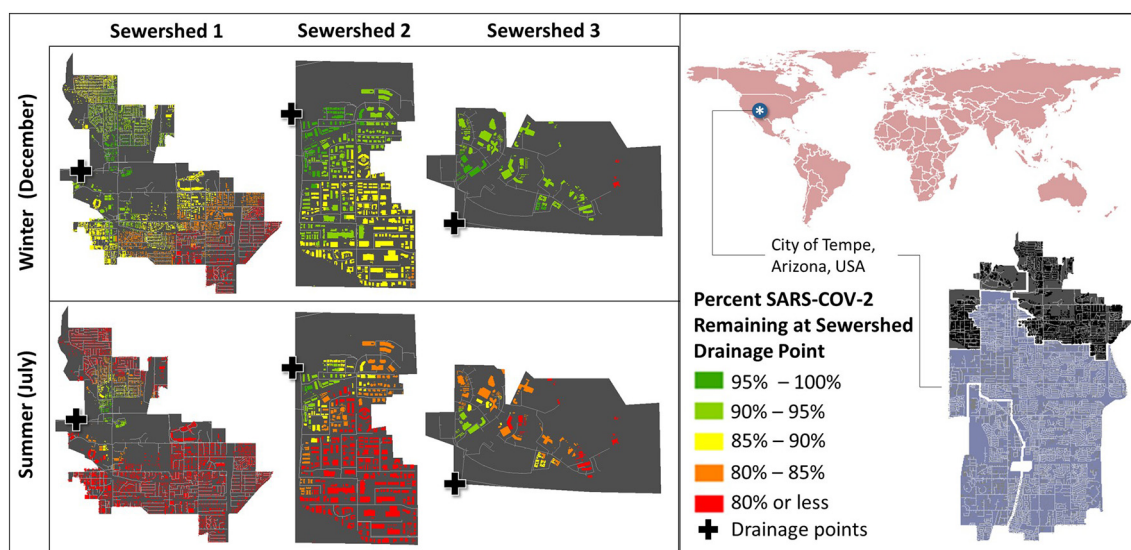 Sewershed 1
Sewershed 2
Sewershed 3
Winter (December)
Summer (July)
City of Tempe,
Arizona, USA
Percent SARS-COV-2
Remaining at Sewershed
Drainage Point
95% – 100%
90% – 95%
85% – 90%
80% – 85%
80% or less
Drainage points